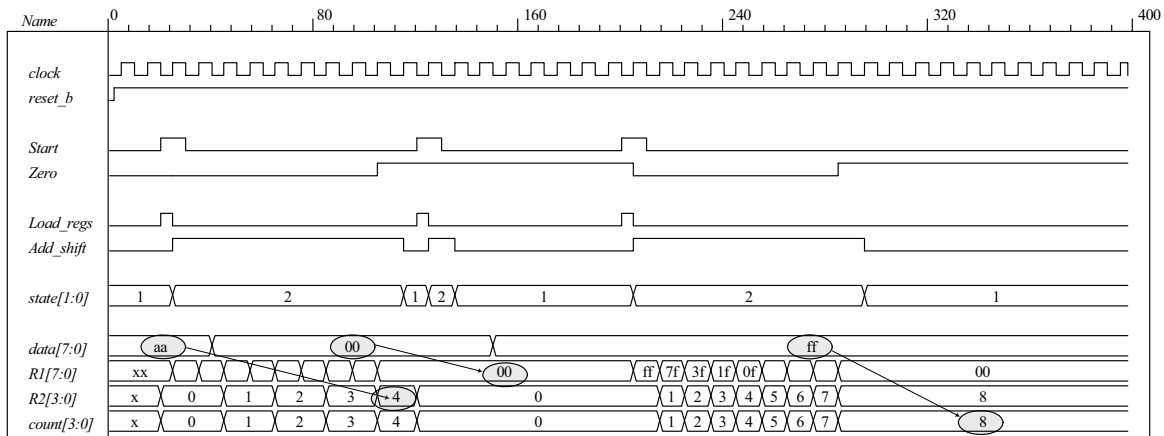 Name 0 80 160 240 320 400
clock
reset_b
Start
Zero
Load_regs
Add_shift
state[1:0] 1 2 1 2 1 2 1
data[7:0] aa 00 ff
R1[7:0] xx 00 ff 7f 3f 1f 0f 00
R2[3:0] x 0 1 2 3 4 0 1 2 3 4 5 6 7 8
count[3:0] x 0 1 2 3 4 0 1 2 3 4 5 6 7 8